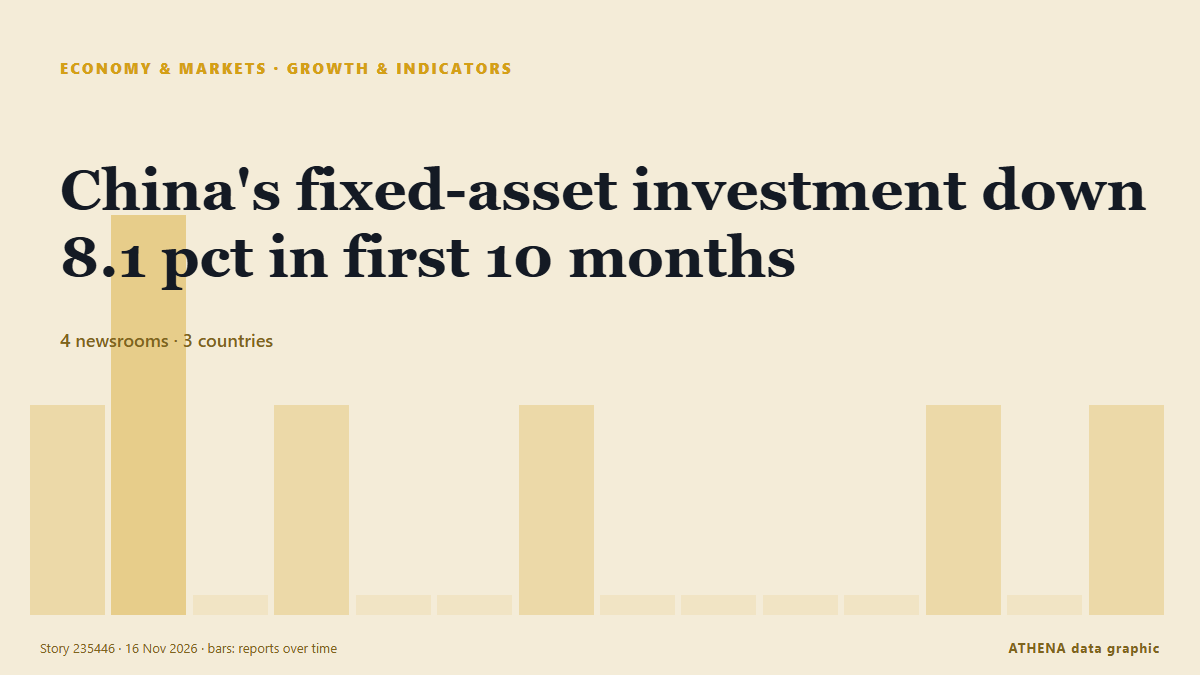 ECONOMY & MARKETS · GROWTH & INDICATORS
China's fixed-asset investment down
8.1 pct in first 10 months
4 newsrooms · 3 countries
Story 235446 · 16 Nov 2026 · bars: reports over time
ATHENA data graphic